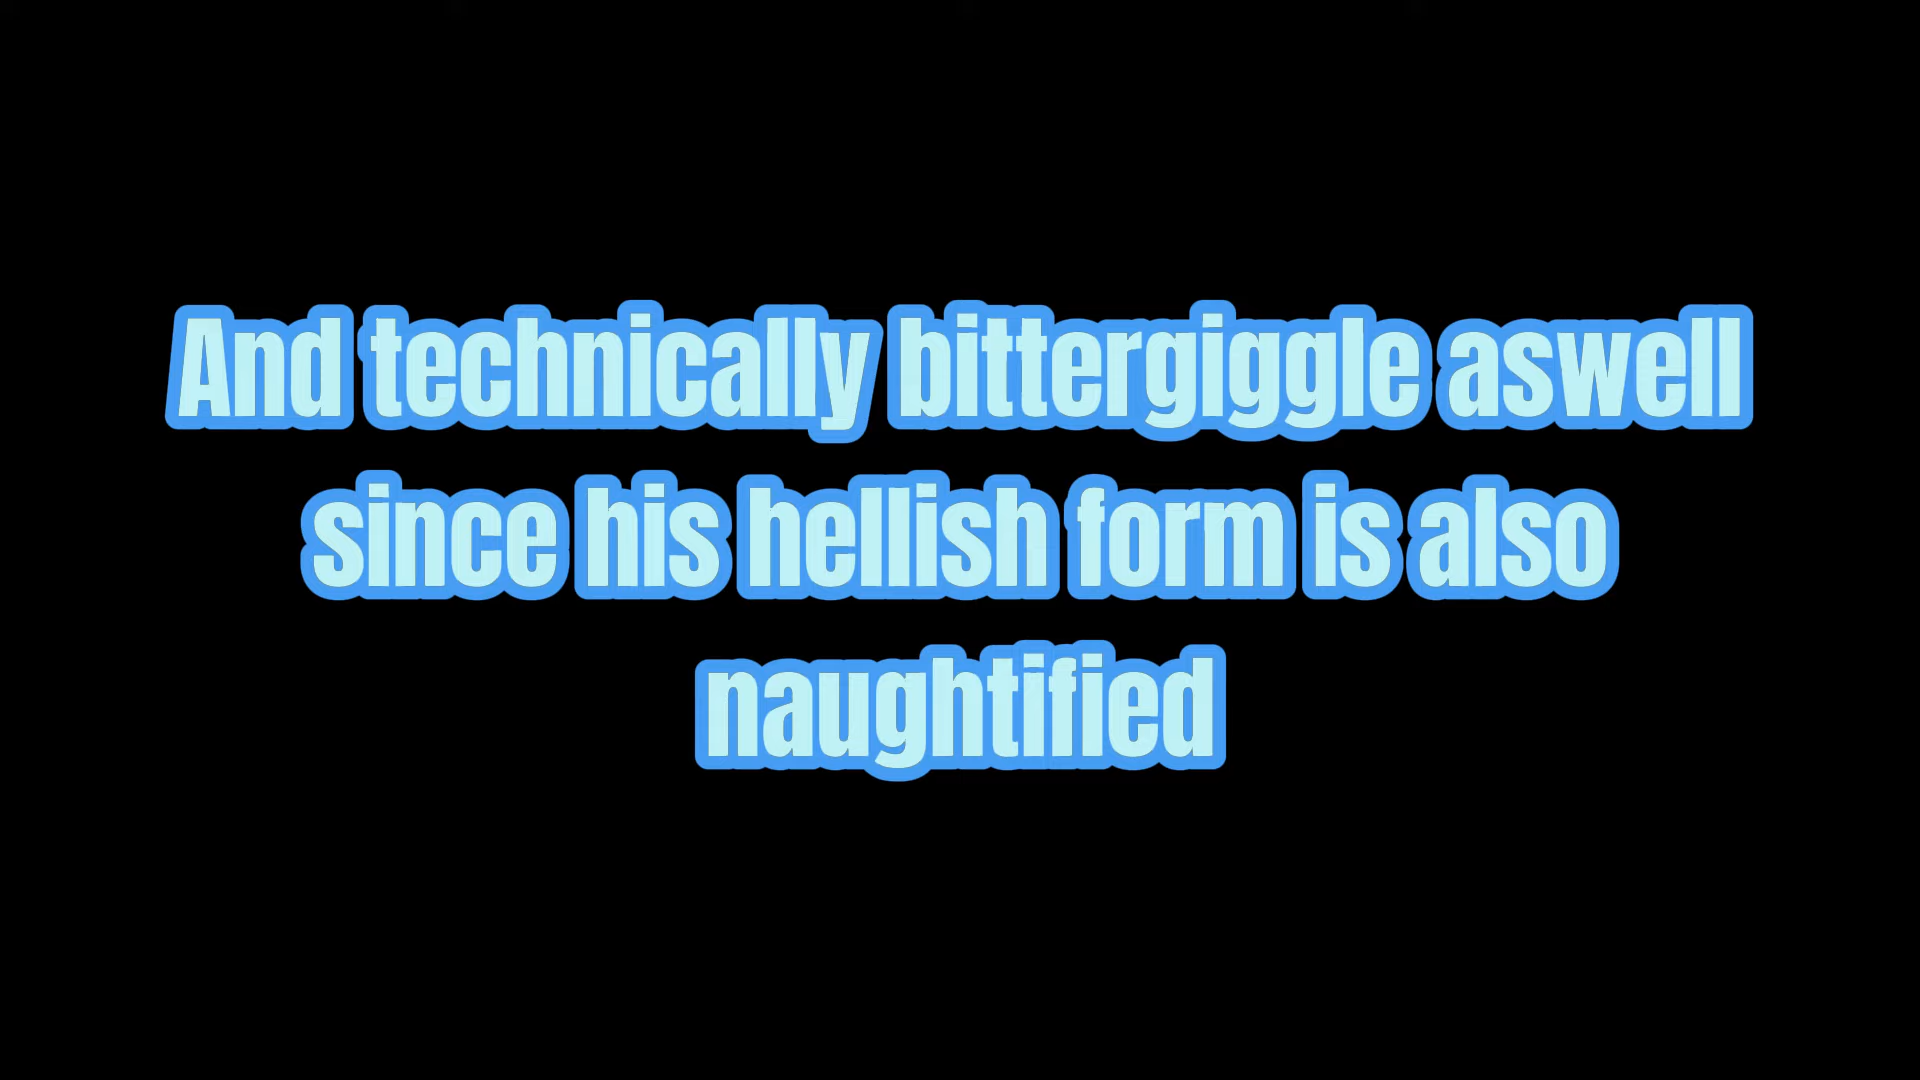 And technically bittergiggle aswell
since his hellish form is also
naughtified